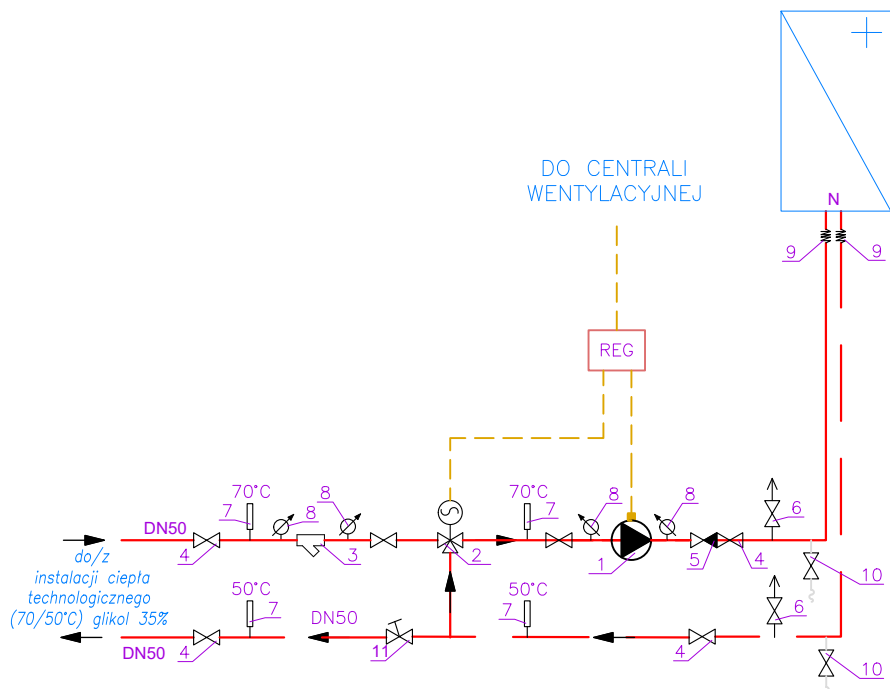 N
9
9
DO CENTRALI
WENTYLACYJNEJ
REG
70°C
7
8
8
70°C
7
8
8
6
DN50
4
3
2
1
5
4
10
do/z
instalacji ciepła
technologicznego
(70/50°C) glikol 35%
50°C
7
DN50
50°C
7
6
DN50
4
11
4
10